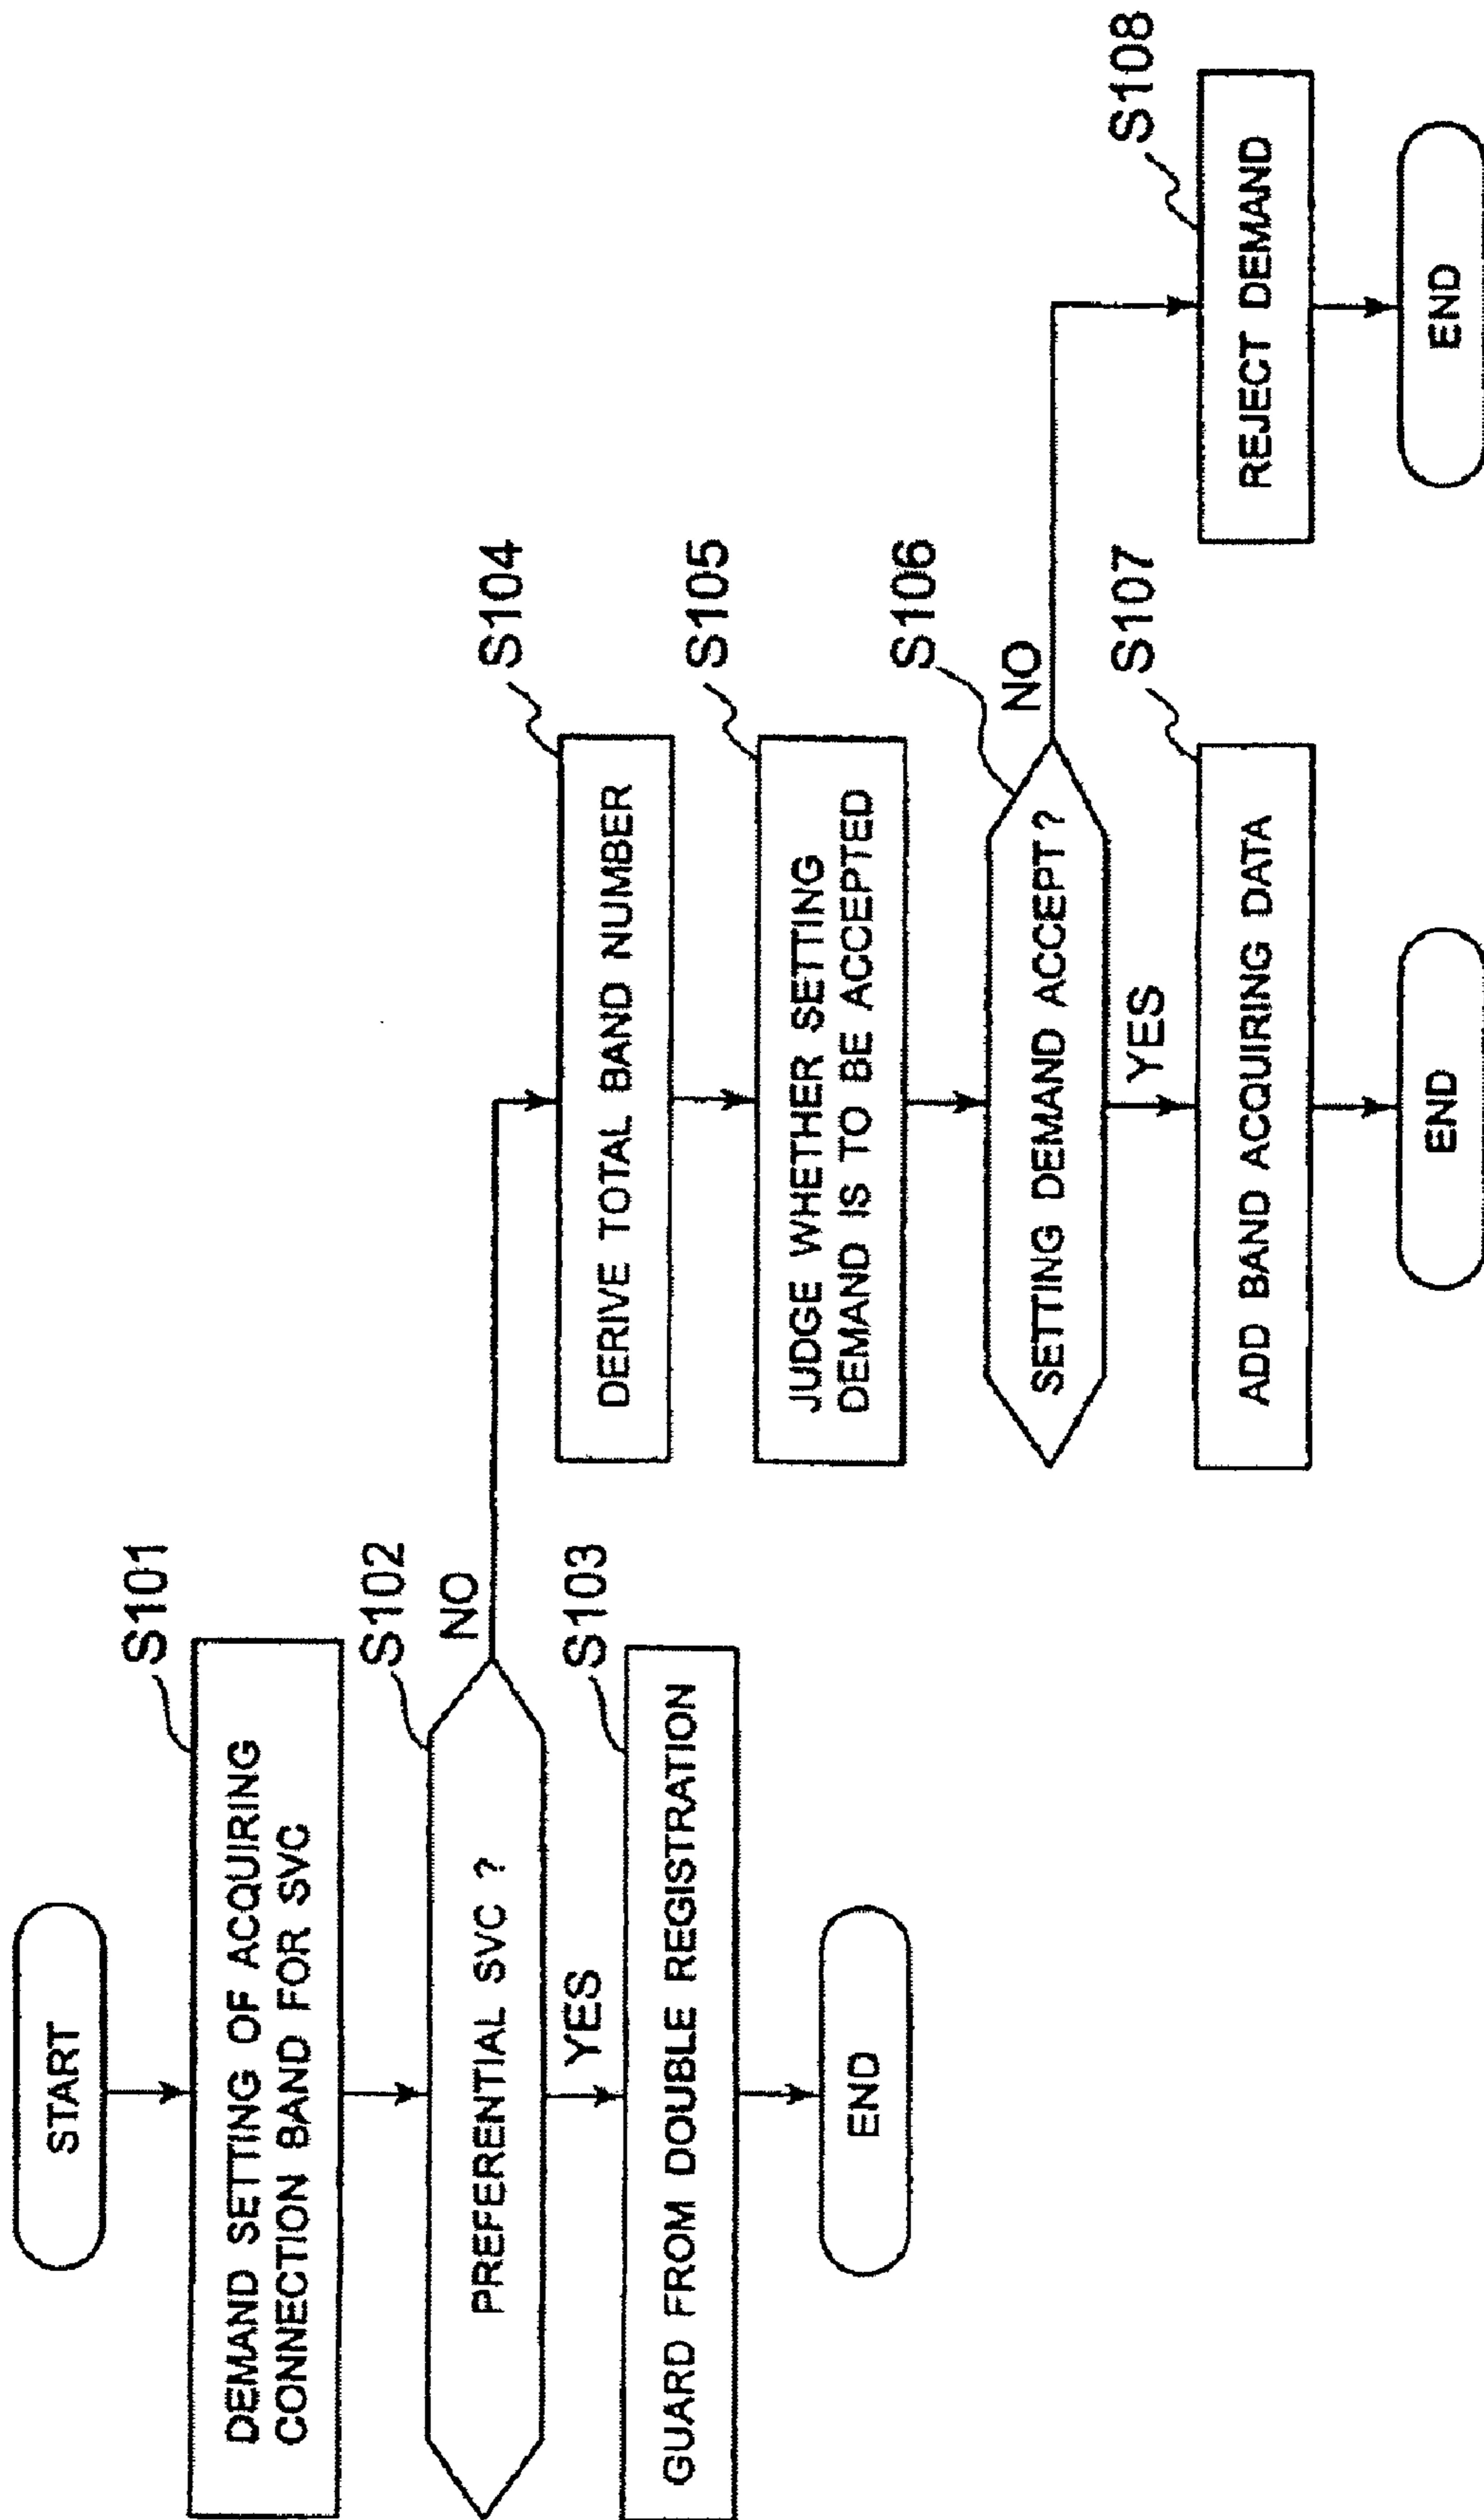 START
S101
DEMAND SETTING OF ACQUIRING
CONNECTION BAND FOR SVC
S102
PREFERENTIAL SVC ?
NO
YES
S103
GUARD FROM DOUBLE REGISTRATION
END
S104
DERIVE TOTAL BAND NUMBER
S105
JUDGE WHETHER SETTING
DEMAND IS TO BE ACCEPTED
S106
SETTING DEMAND ACCEPT ?
NO
YES
S107
ADD BAND ACQUIRING DATA
END
S108
REJECT DEMAND
END